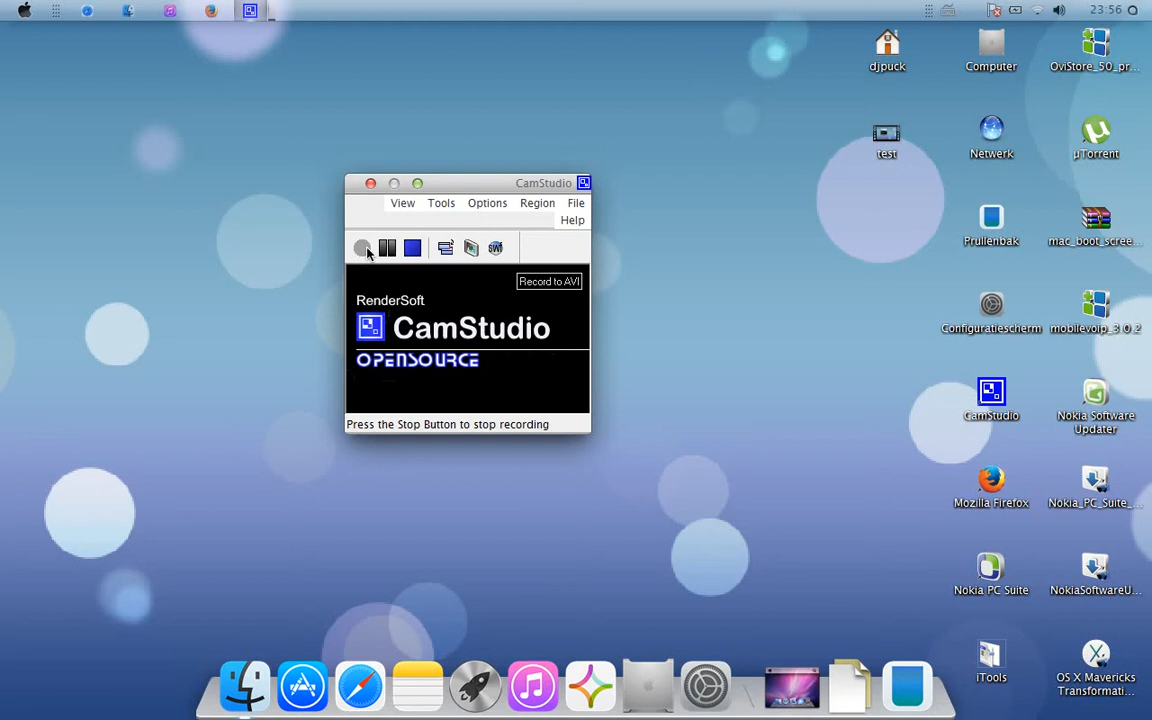 23:56
djpuck
Computer
OviStore_50_pr...
test
Netwerk
µTorrent
CamStudio
View Tools Options Region File
Help
SWF
Record to AVI
RenderSoft
CamStudio
OPENSOURCE
Press the Stop Button to stop recording
Prullenbak
mac_boot_scree...
Configuratiescherm
mobilevoip_3.0.2
CamStudio
Nokia Software
Updater
Mozilla Firefox
Nokia_PC_Suite_...
Nokia PC Suite
NokiaSoftwareU...
iTools
OS X Mavericks
Transformati...